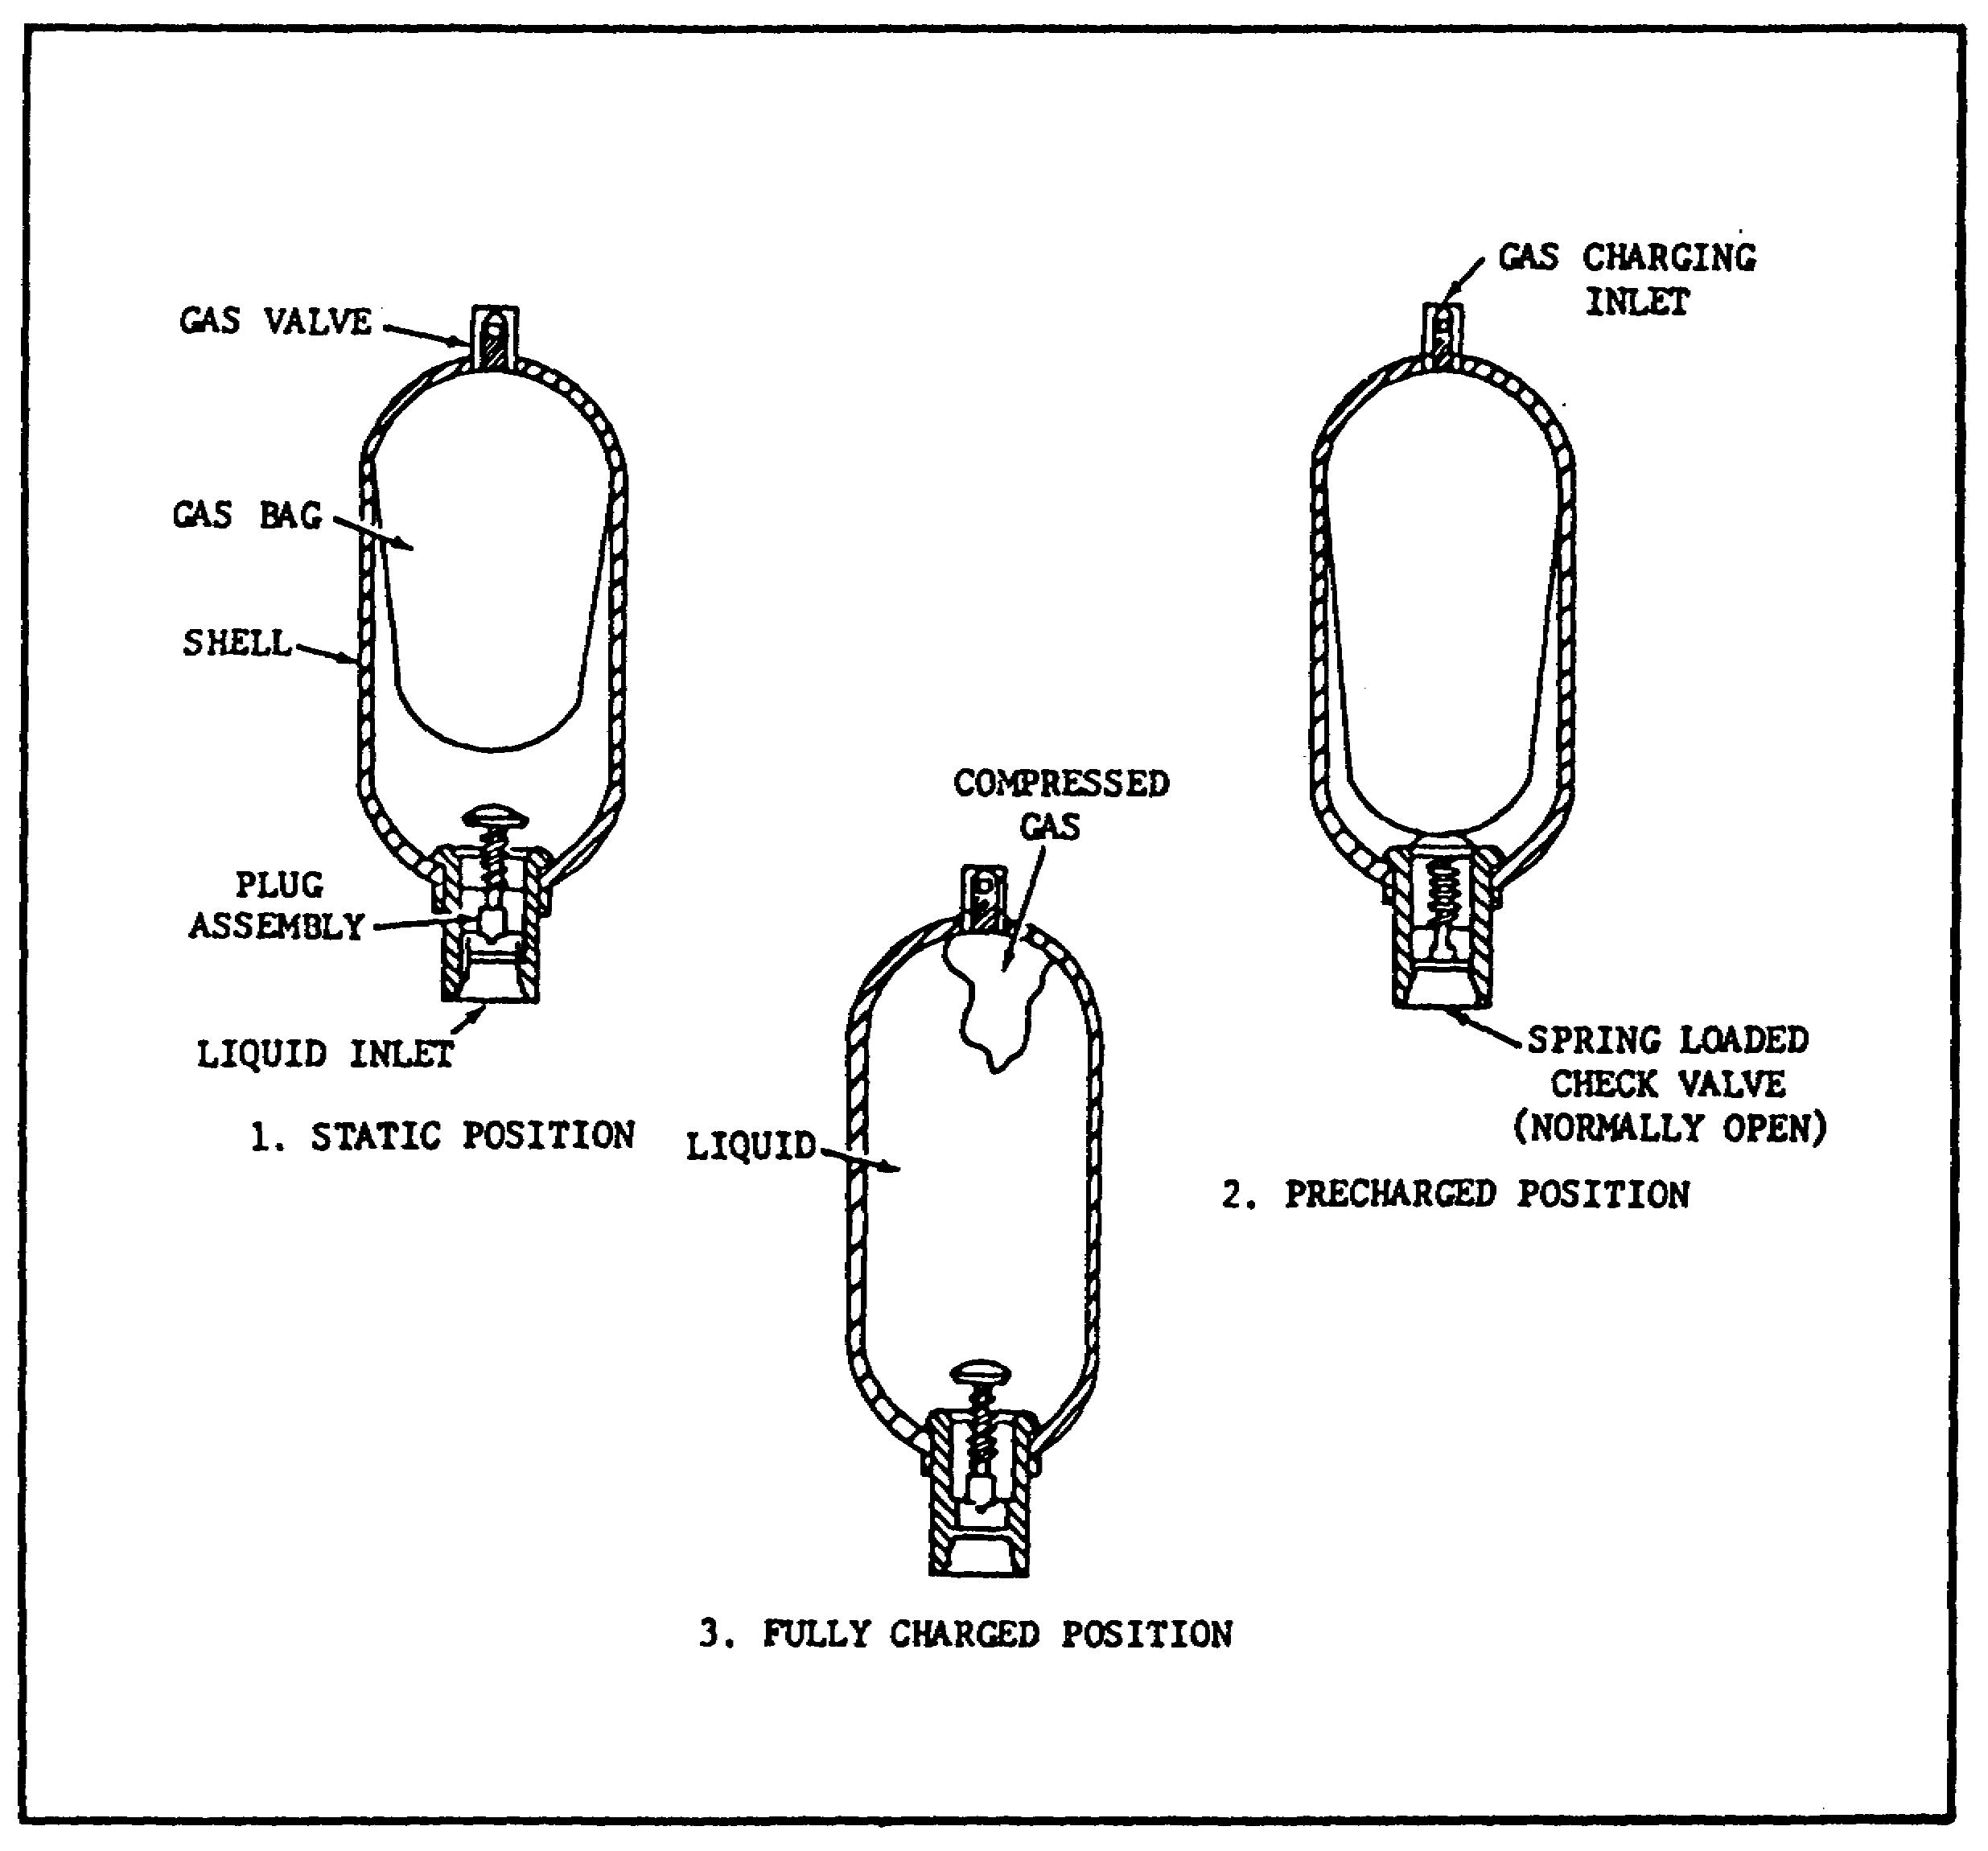 GAS VALVE
GAS BAG
SHELL
PLUG
ASSEMBLY
LIQUID INLET
1. STATIC POSITION
GAS CHARGING
INLET
SPRING LOADED
CHECK VALVE
(NORMALLY OPEN)
2. PRECHARGED POSITION
COMPRESSED
GAS
LIQUID
3. FULLY CHARGED POSITION